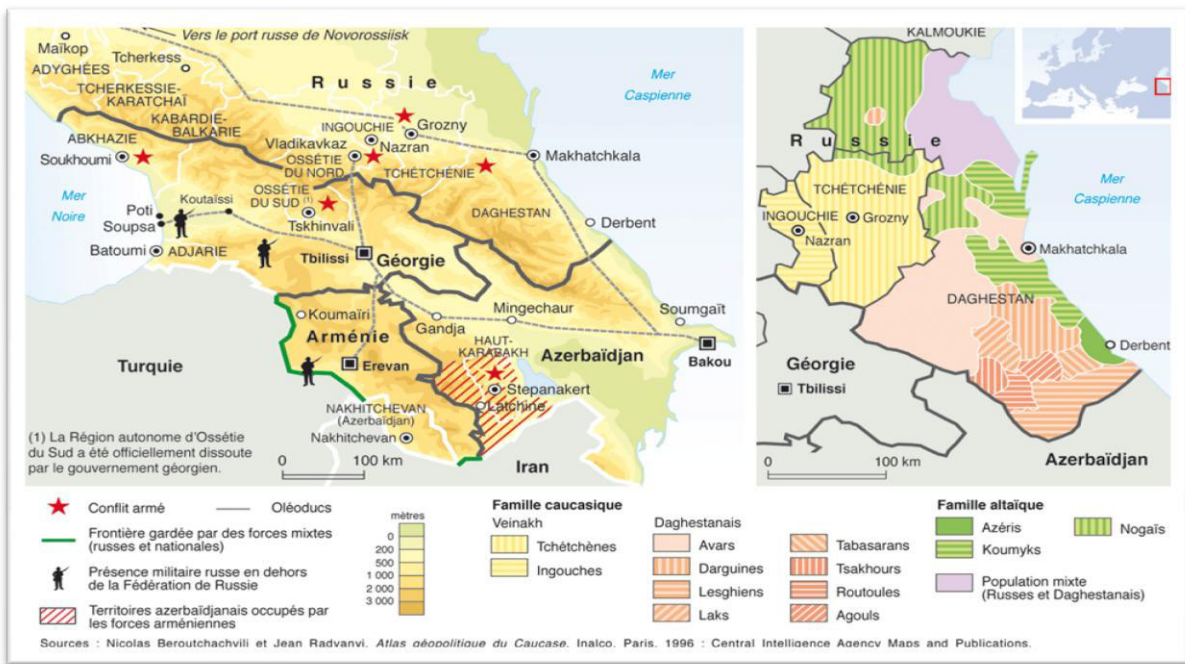 Vers le port russe de Novorossiisk
Maïkop
ADYGHÉES
Tcherkess
TCHERKESSIE-
KARATCHAÏ
KABARDIE-
BALKARIE
Russie
Mer
Caspienne
ABKHAZIE
Soukhoumi
INGOUCHIE
Nazran
Grozny
Vladikavkaz
OSSÉTIE
DU NORD
TCHÉTCHÉNIE
Makhatchkala
Mer
Noire
Poti
Soupsa
Koutaïssi
OSSÉTIE
DU SUD (1)
Tskhinvali
DAGHESTAN
Derbent
Batoumi
ADJARIE
Tbilissi
Géorgie
Koumaïri
Arménie
Erevan
Gandja
Mingechaur
Soumgaït
Bakou
Azerbaïdjan
HAUT-
KARABAKH
Stepanakert
Latchine
Turquie
NAKHITCHEVAN
(Azerbaïdjan)
Nakhitchevan
Iran
(1) La Région autonome d'Ossétie
du Sud a été officiellement dissoute
par le gouvernement géorgien.
0 100 km
KALMOUKIE
Russie
TCHÉTCHÉNIE
INGOUCHIE
Grozny
Nazran
Mer
Caspienne
Makhatchkala
DAGHESTAN
Derbent
Géorgie
Tbilissi
Azerbaïdjan
0 100 km
Conflit armé
Oléoducs
Frontière gardée par des forces mixtes
(russes et nationales)
Présence militaire russe en dehors
de la Fédération de Russie
Territoires azerbaïdjanais occupés par
les forces arméniennes
mètres
0
200
500
1 000
2 000
3 000
Famille caucasique
Veinakh
Tchétchènes
Ingouches
Daghestanais
Avars
Darguines
Lesghiens
Laks
Tabasarans
Tsakhours
Routoules
Agouls
Famille altaïque
Azéris
Koumyks
Nogaïs
Population mixte
(Russes et Daghestanais)
Sources : Nicolas Beroutchachvili et Jean Radvanyi, Atlas géopolitique du Caucase, Inalco, Paris, 1996 ; Central Intelligence Agency Maps and Publications.